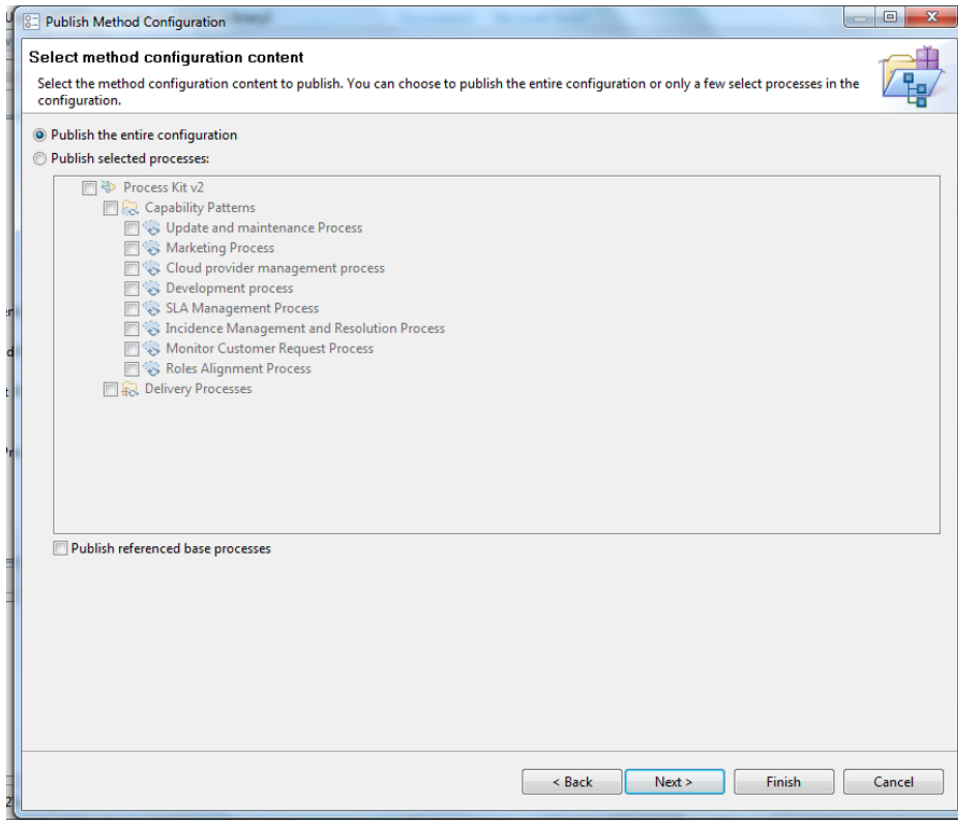 Publish Method Configuration
Select method configuration content
Select the method configuration content to publish. You can choose to publish the entire configuration or only a few select processes in the
configuration.
Publish the entire configuration
Publish selected processes:
Process Kit v2
Capability Patterns
Update and maintenance Process
Marketing Process
Cloud provider management process
Development process
SLA Management Process
Incidence Management and Resolution Process
Monitor Customer Request Process
Roles Alignment Process
Delivery Processes
Publish referenced base processes
< Back Next > Finish Cancel